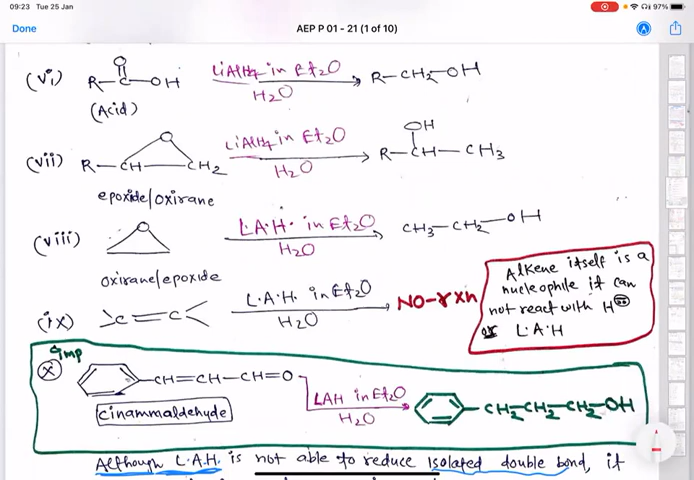 09:23 Tue 25 Jan
97%
Done
AEP P 01 - 21 (1 of 10)
(vi) R-C-OH
O
LiAlH4 in Et2O
H2O
R-CH2-OH
(Acid)
(vii) R-CH-CH2
O
LiAlH4 in Et2O
H2O
OH
R-CH-CH3
epoxide/oxirane
(viii)
O
L.A.H. in Et2O
H2O
CH3-CH2-OH
oxirane/epoxide
(ix) >C=C<
L.A.H. in Et2O
H2O
NO-rxn
Alkene itself is a
nucleophile it can
not react with H⊖
or L.A.H
Imp
(x)
-CH=CH-CH=O
LAH in Et2O
H2O
-CH2-CH2-CH2-OH
Cinammaldehyde
Although L.A.H. is not able to reduce isolated double bond, it